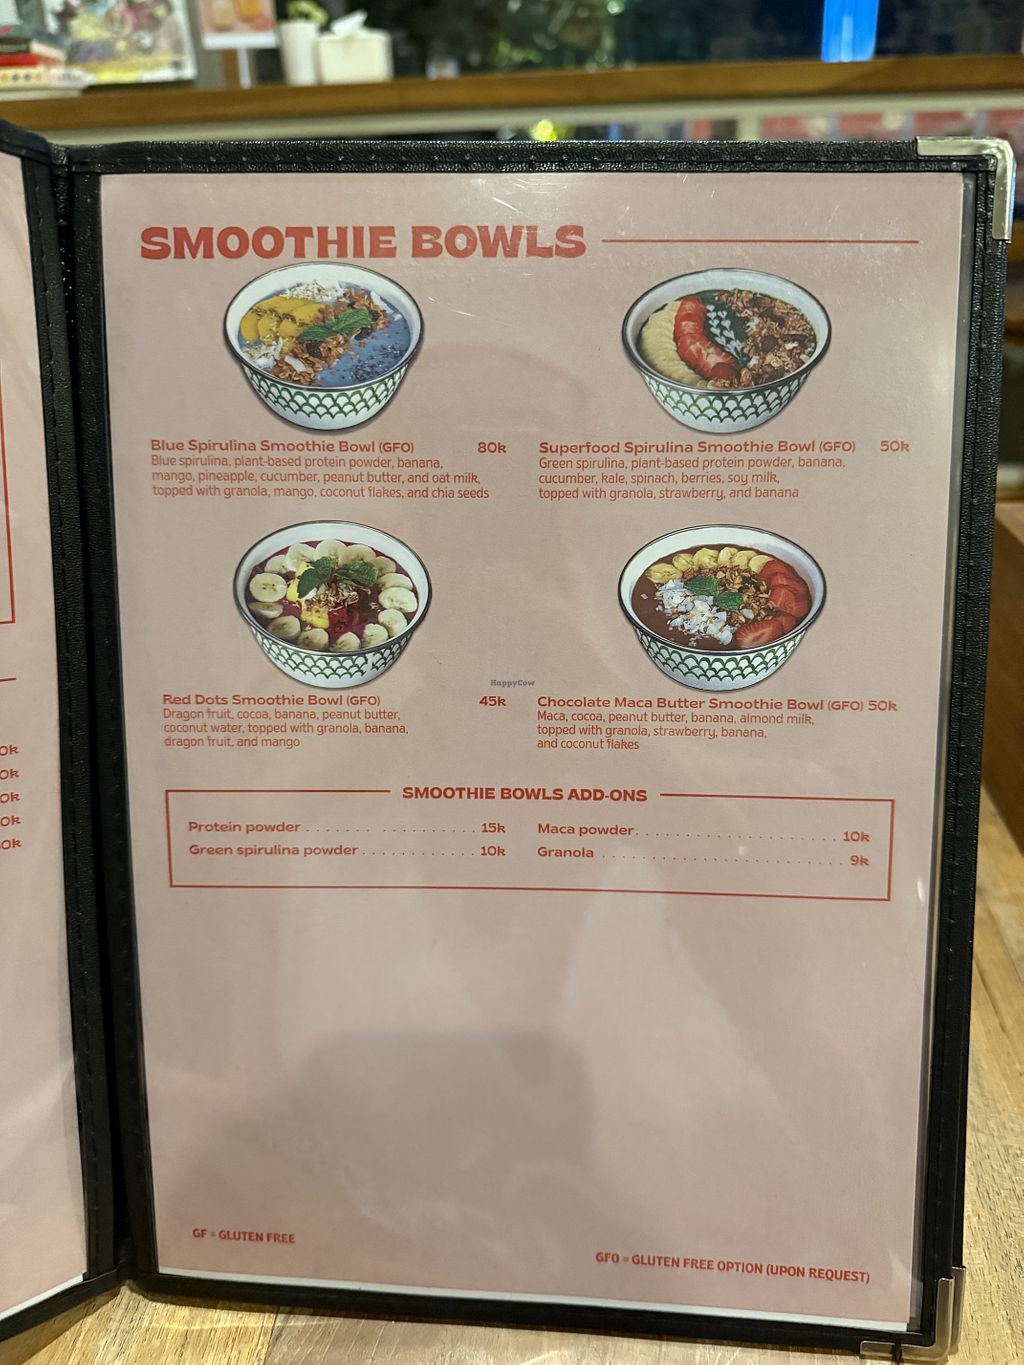 SMOOTHIE BOWLS
Blue Spirulina Smoothie Bowl (GFO) 80k
Blue spirulina, plant-based protein powder, banana,
mango, pineapple, cucumber, peanut butter, and oat milk,
topped with granola, mango, coconut flakes, and chia seeds
Superfood Spirulina Smoothie Bowl (GFO) 50k
Green spirulina, plant-based protein powder, banana,
cucumber, kale, spinach, berries, soy milk,
topped with granola, strawberry, and banana
HappyCow
Red Dots Smoothie Bowl (GFO) 45k
Dragon fruit, cocoa, banana, peanut butter,
coconut water, topped with granola, banana,
dragon fruit, and mango
Chocolate Maca Butter Smoothie Bowl (GFO) 50k
Maca, cocoa, peanut butter, banana, almond milk,
topped with granola, strawberry, banana,
and coconut flakes
SMOOTHIE BOWLS ADD-ONS
Protein powder 15k
Green spirulina powder 10k
Maca powder 10k
Granola 9k
GF = GLUTEN FREE
GFO = GLUTEN FREE OPTION (UPON REQUEST)